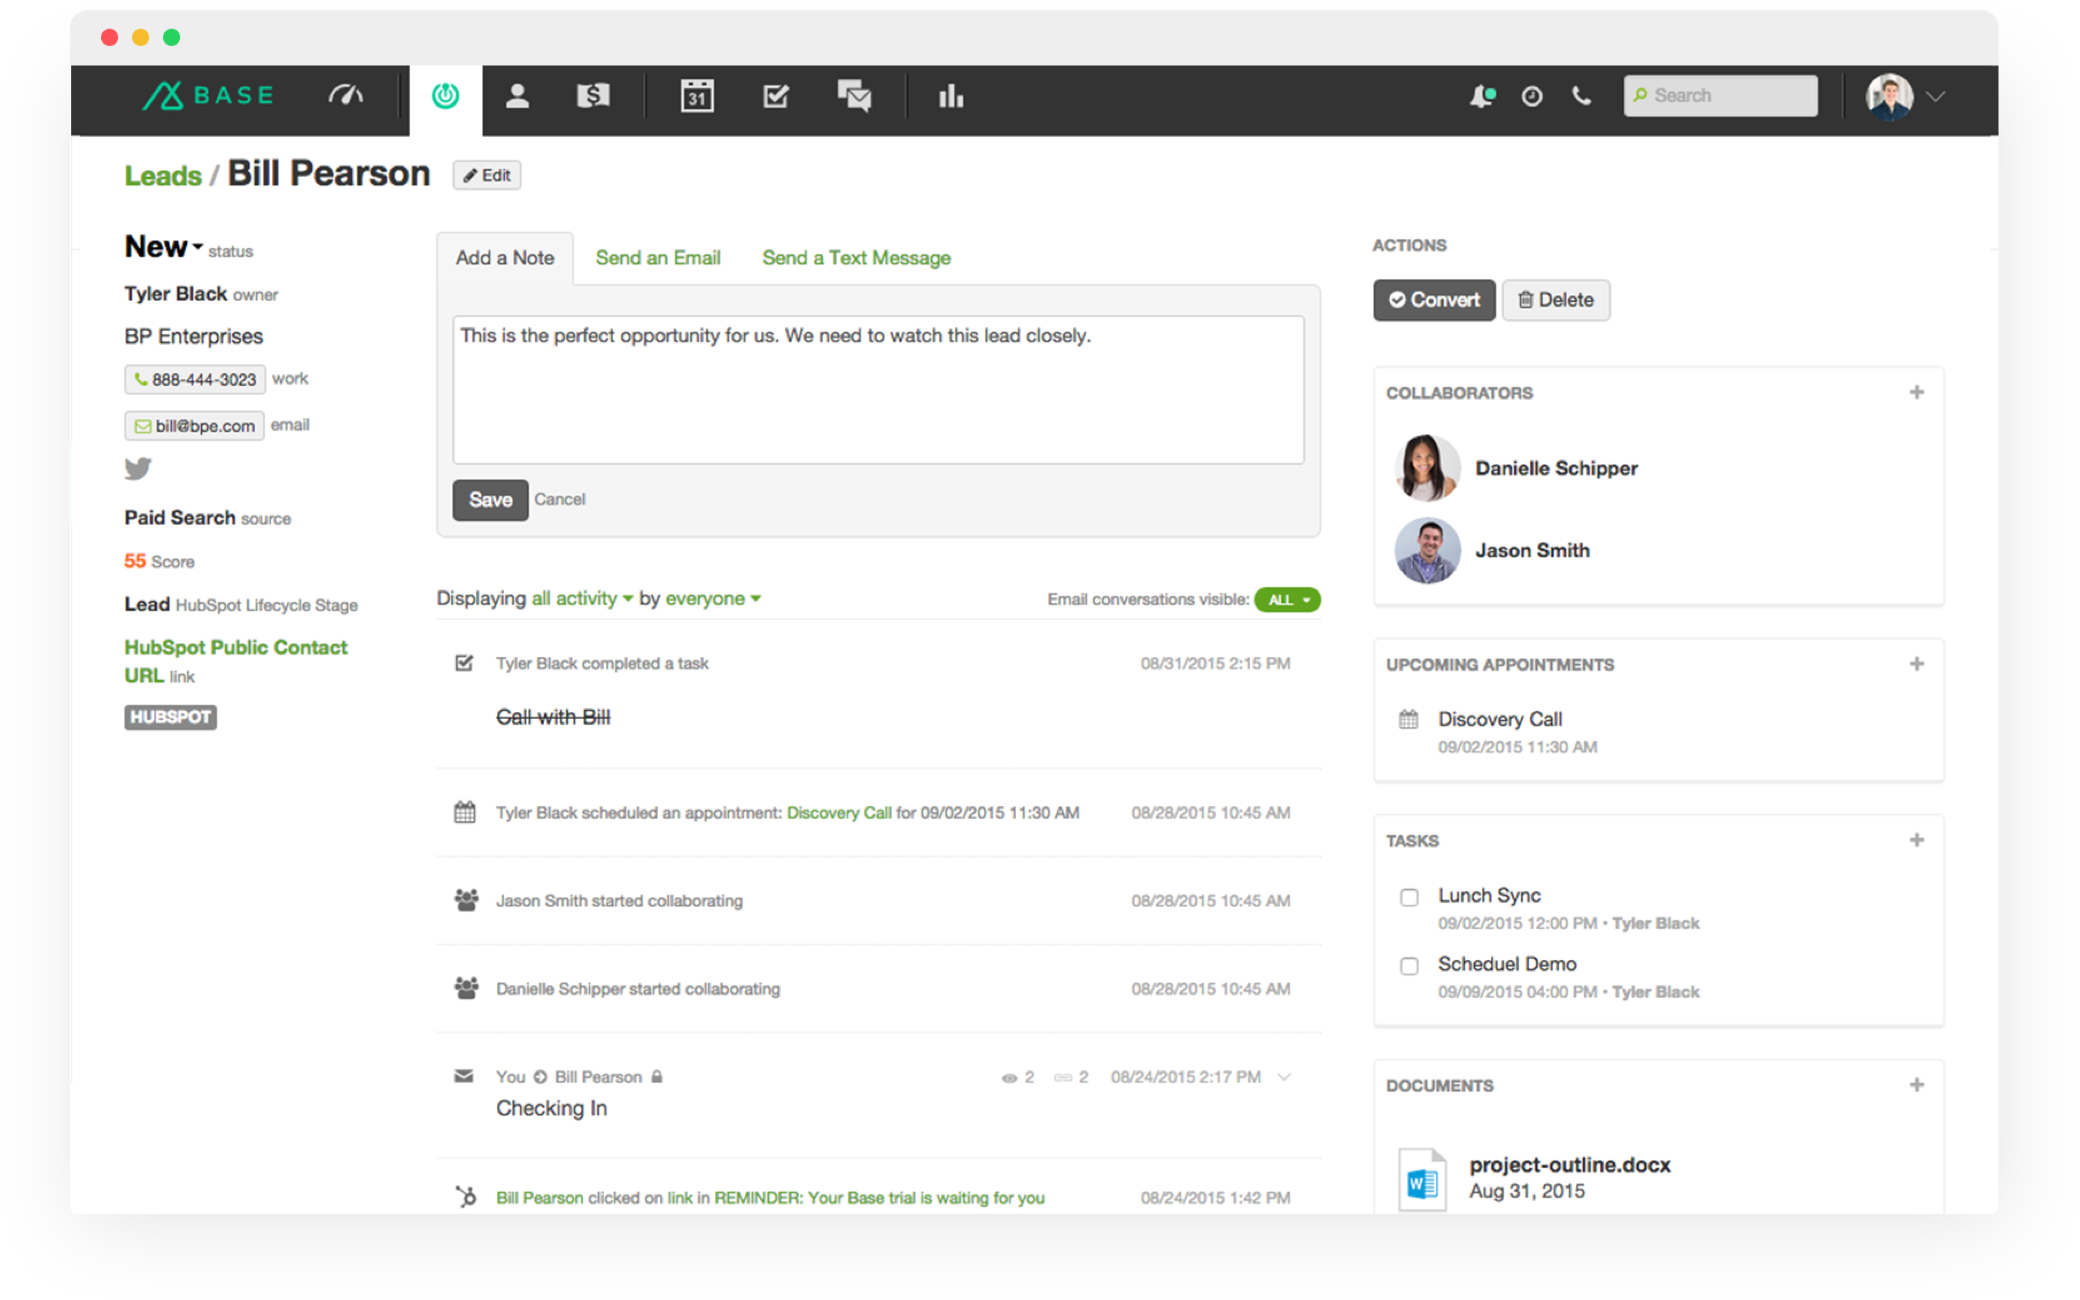 BASE
31
Search
Leads / Bill Pearson
Edit
New status
Tyler Black owner
BP Enterprises
888-444-3023 work
bill@bpe.com email
Paid Search source
55 Score
Lead HubSpot Lifecycle Stage
HubSpot Public Contact
URL link
HUBSPOT
Add a Note
Send an Email
Send a Text Message
This is the perfect opportunity for us. We need to watch this lead closely.
Save
Cancel
Displaying all activity by everyone
Email conversations visible: ALL
Tyler Black completed a task
08/31/2015 2:15 PM
Call with Bill
Tyler Black scheduled an appointment: Discovery Call for 09/02/2015 11:30 AM
08/28/2015 10:45 AM
Jason Smith started collaborating
08/28/2015 10:45 AM
Danielle Schipper started collaborating
08/28/2015 10:45 AM
You Bill Pearson
2
2
08/24/2015 2:17 PM
Checking In
Bill Pearson clicked on link in REMINDER: Your Base trial is waiting for you
08/24/2015 1:42 PM
ACTIONS
Convert
Delete
COLLABORATORS
Danielle Schipper
Jason Smith
UPCOMING APPOINTMENTS
Discovery Call
09/02/2015 11:30 AM
TASKS
Lunch Sync
09/02/2015 12:00 PM • Tyler Black
Scheduel Demo
09/09/2015 04:00 PM • Tyler Black
DOCUMENTS
W
project-outline.docx
Aug 31, 2015